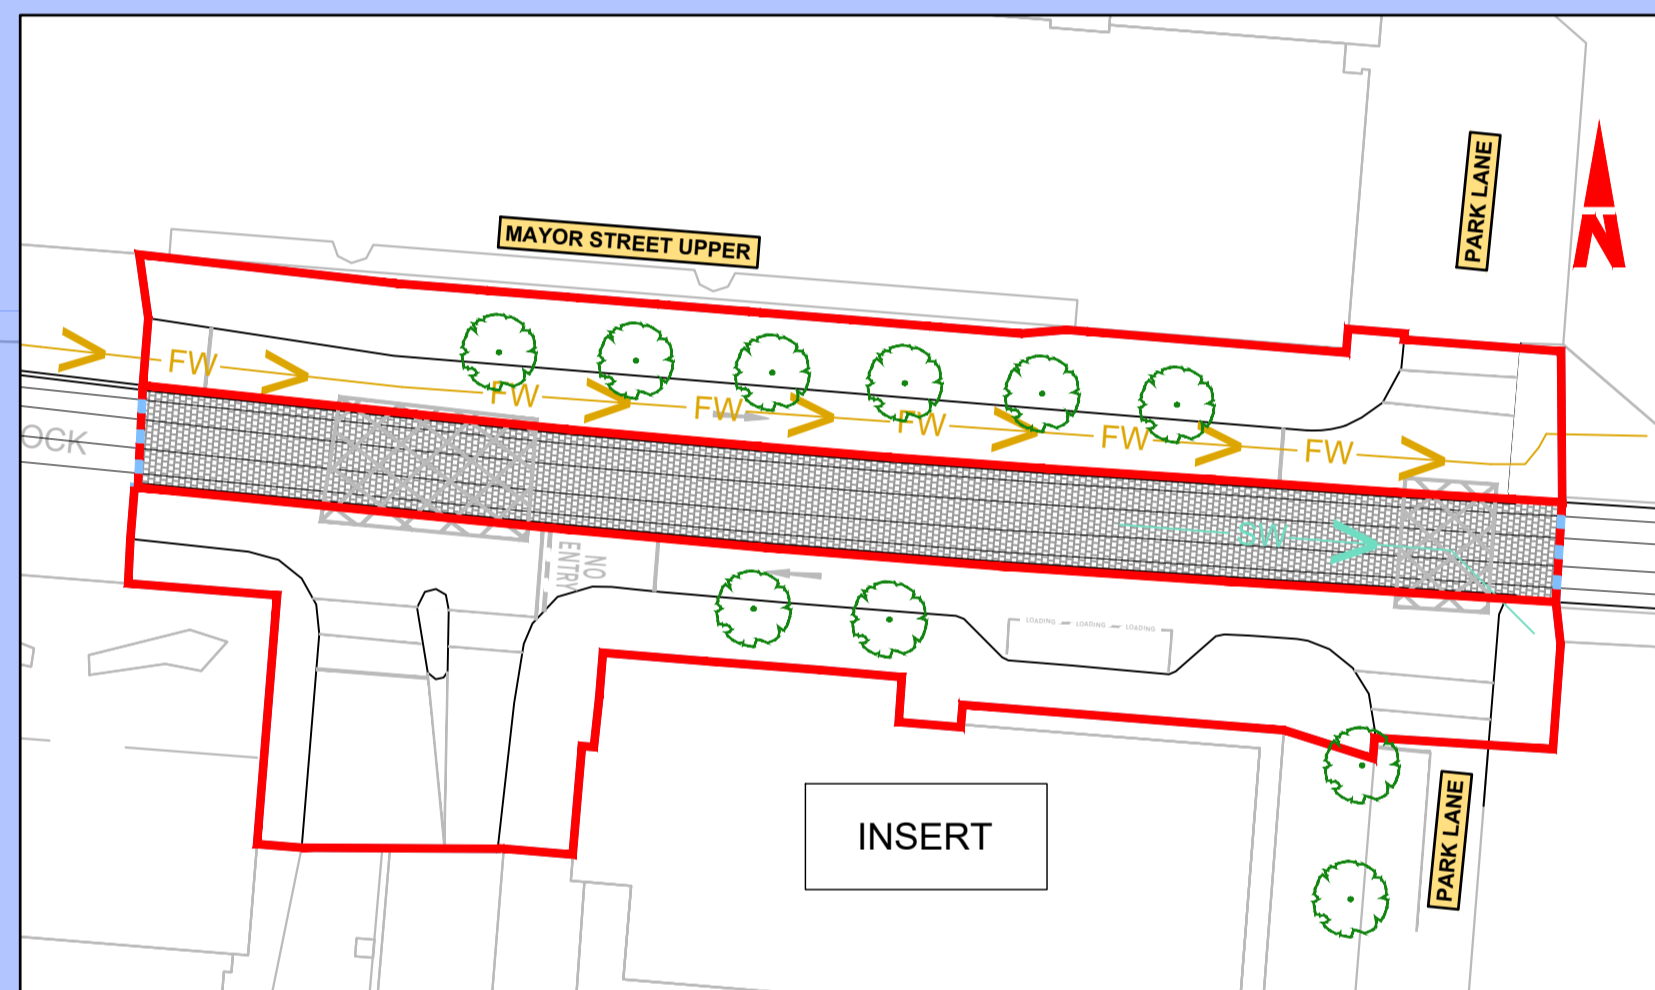 PARK LANE
MAYOR STREET UPPER
N
FW
FW
FW
FW
FW
FW
OCK
SW
NO
ENTRY
LOADING
LOADING
LOADING
INSERT
PARK LANE